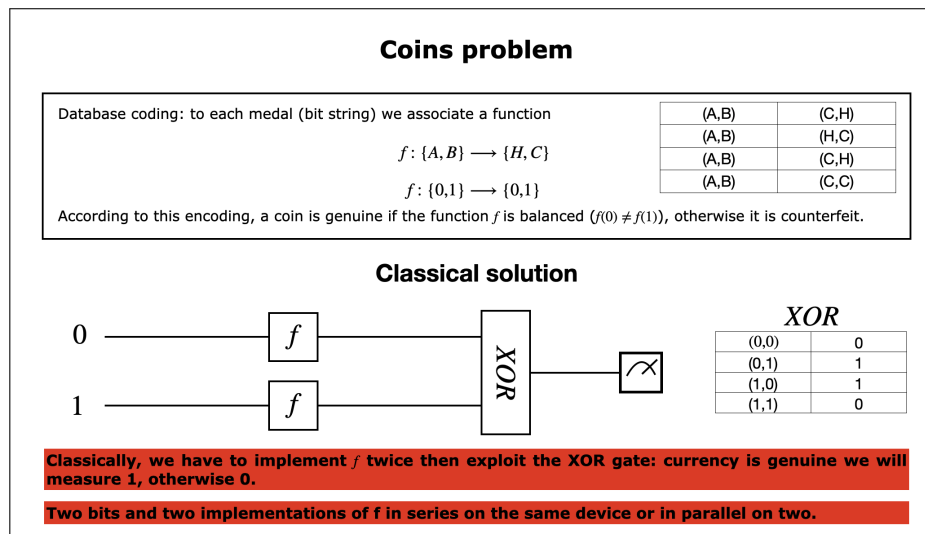 Coins problem
Database coding: to each medal (bit string) we associate a function
f : {A, B} ⟶ {H, C}
f : {0,1} ⟶ {0,1}
(A,B) (C,H)
(A,B) (H,C)
(A,B) (C,H)
(A,B) (C,C)
According to this encoding, a coin is genuine if the function f is balanced (f(0) ≠ f(1)), otherwise it is counterfeit.
Classical solution
0 f
1 f
XOR
XOR
(0,0) 0
(0,1) 1
(1,0) 1
(1,1) 0
Classically, we have to implement f twice then exploit the XOR gate: currency is genuine we will
measure 1, otherwise 0.
Two bits and two implementations of f in series on the same device or in parallel on two.